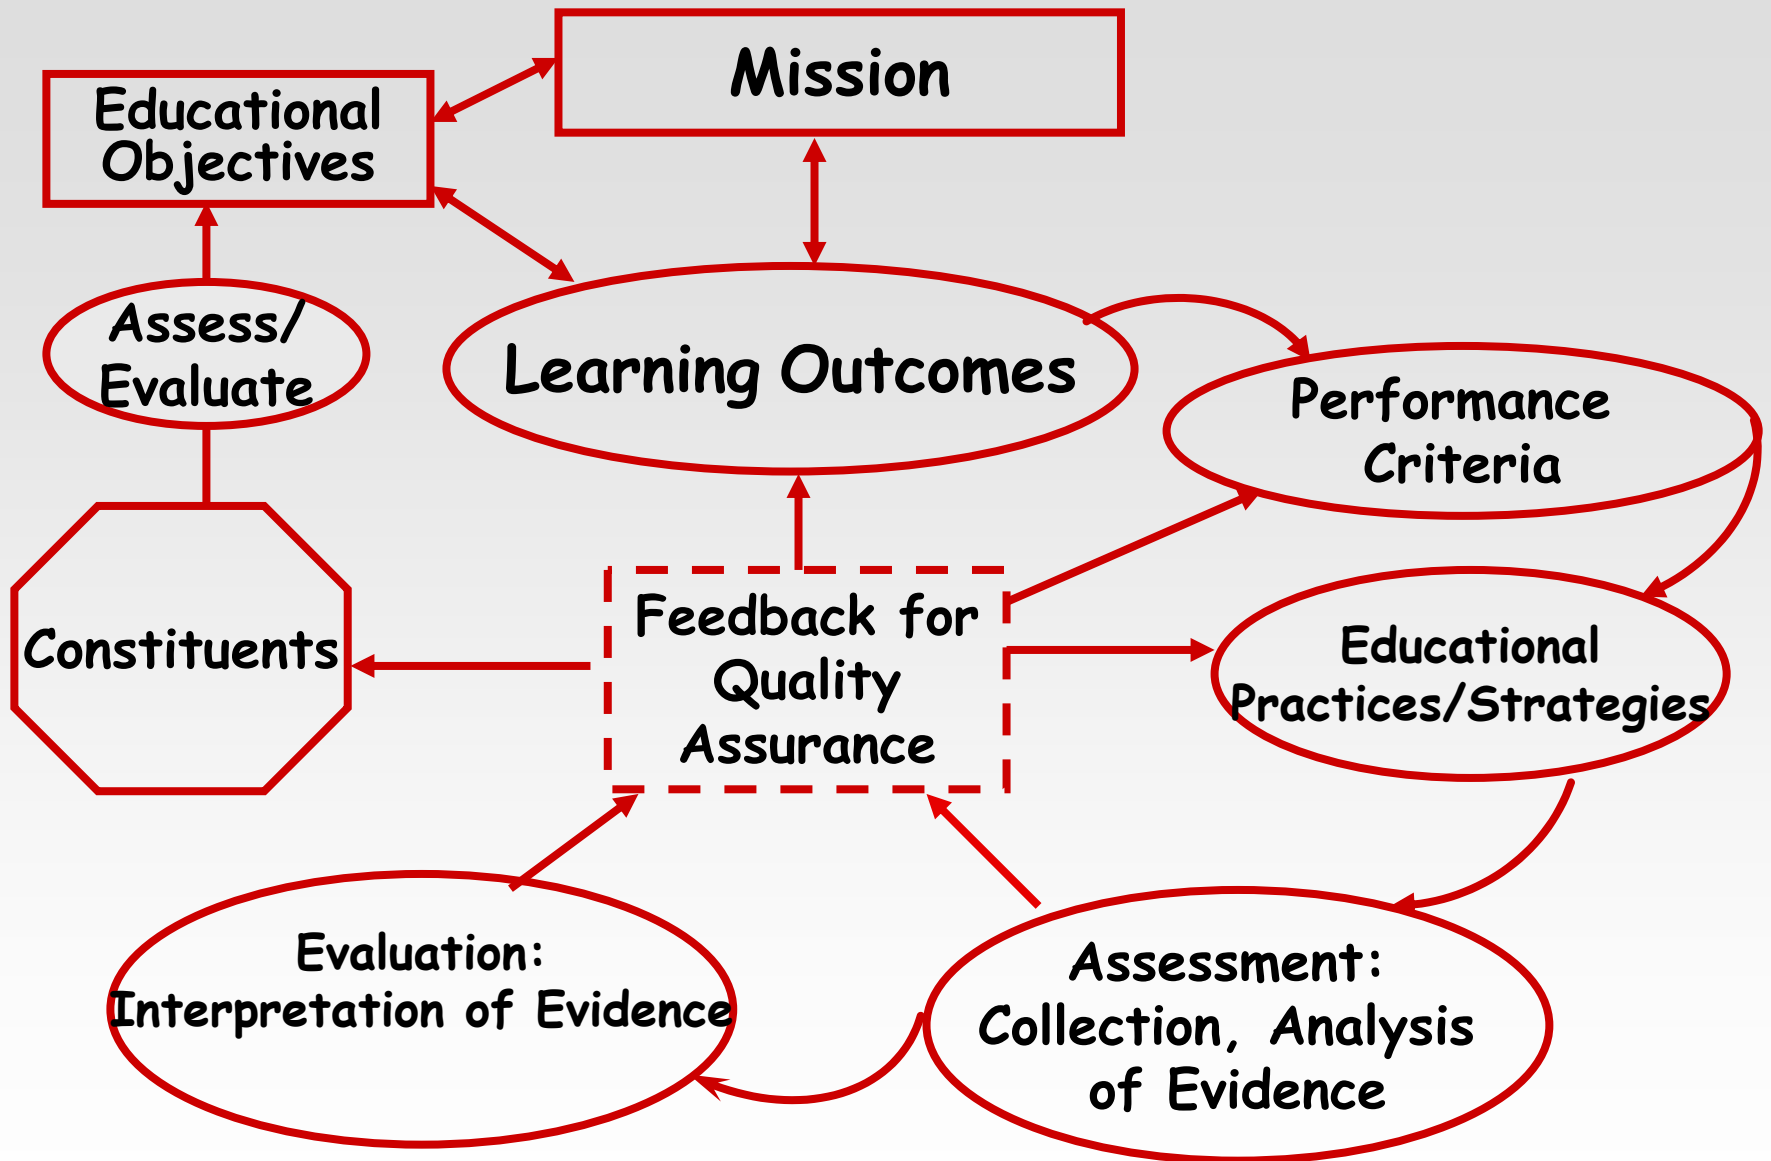 Mission
Educational
Objectives
Assess/
Evaluate
Learning Outcomes
Performance
Criteria
Constituents
Feedback for
Quality
Assurance
Educational
Practices/Strategies
Evaluation:
Interpretation of Evidence
Assessment:
Collection, Analysis
of Evidence